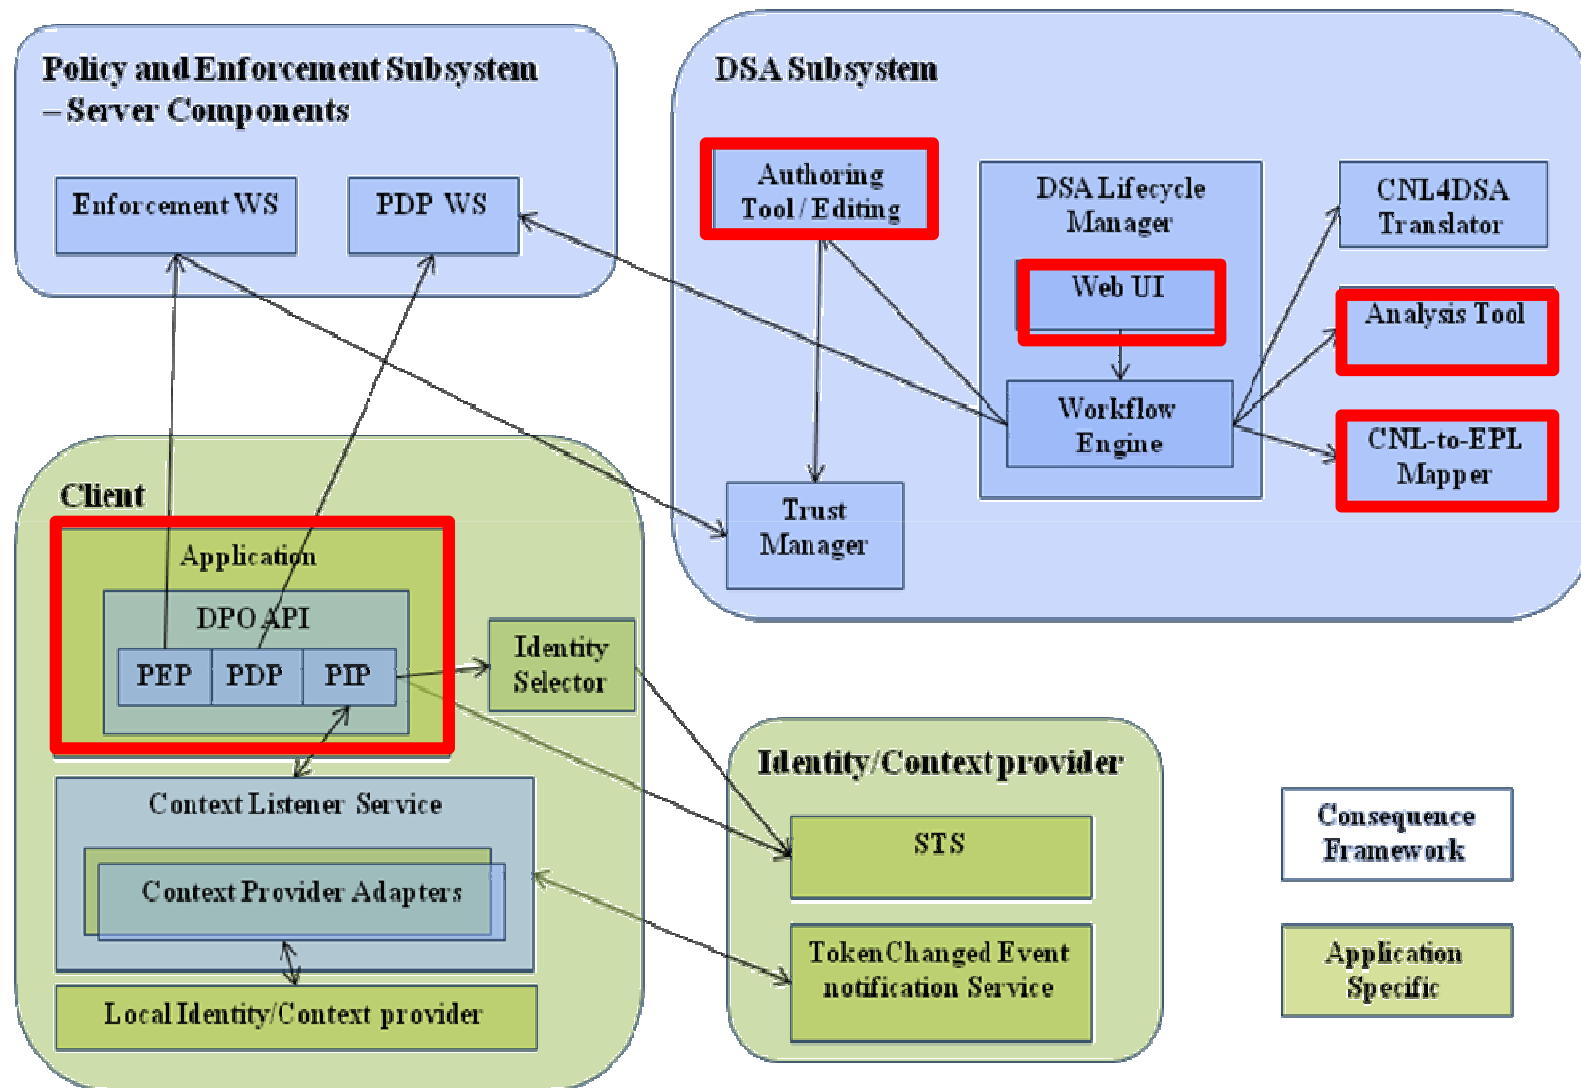 Policy and Enforcement Subsystem
– Server Components
Enforcement WS
PDP WS
DSA Subsystem
Authoring
Tool / Editing
DSA Lifecycle
Manager
Web UI
Workflow
Engine
CNL4DSA
Translator
Analysis Tool
CNL-to-EPL
Mapper
Trust
Manager
Client
Application
DPO API
PEP
PDP
PIP
Identity
Selector
Context Listener Service
Context Provider Adapters
Local Identity/Context provider
Identity/Context provider
STS
TokenChanged Event
notification Service
Consequence
Framework
Application
Specific